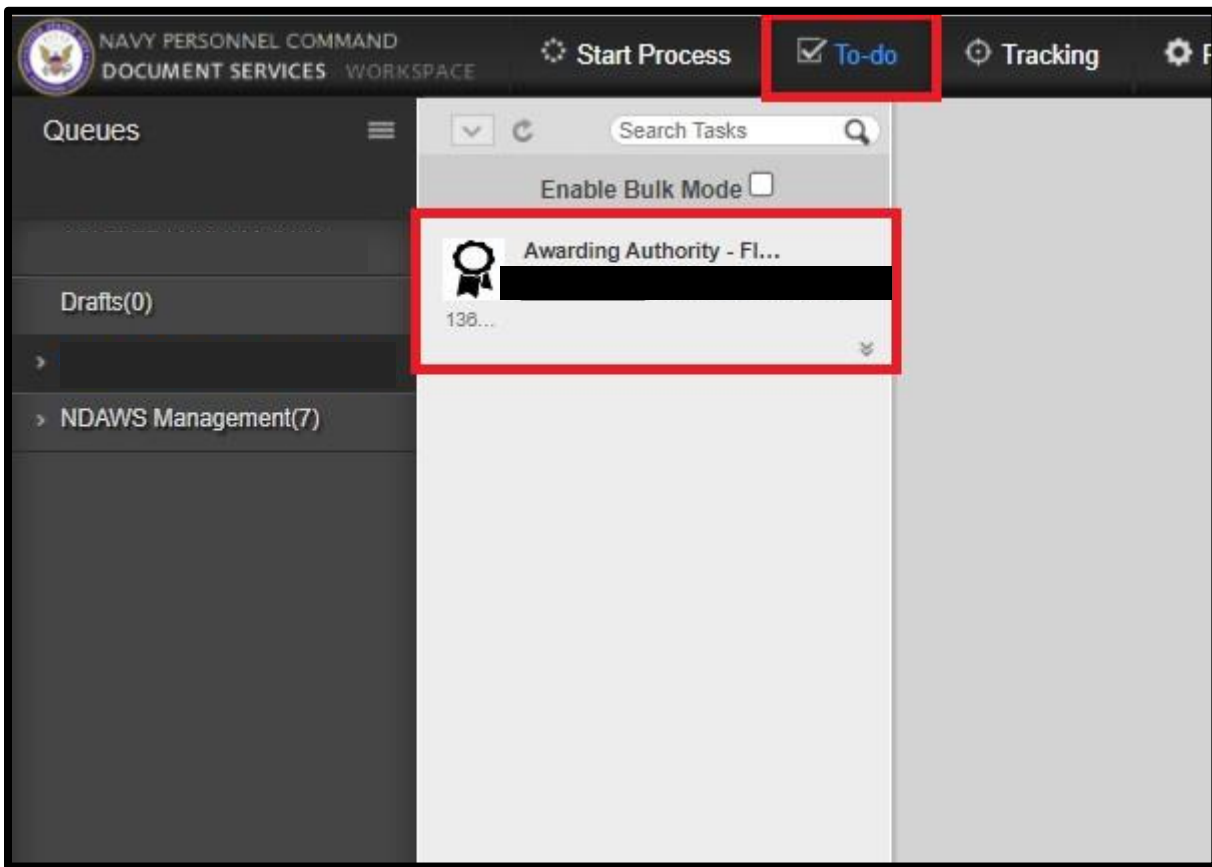 NAVY PERSONNEL COMMAND
DOCUMENT SERVICES WORKSPACE
Start Process
To-do
Tracking
Queues
Search Tasks
Enable Bulk Mode
Awarding Authority - Fl...
136...
Drafts(0)
NDAWS Management(7)